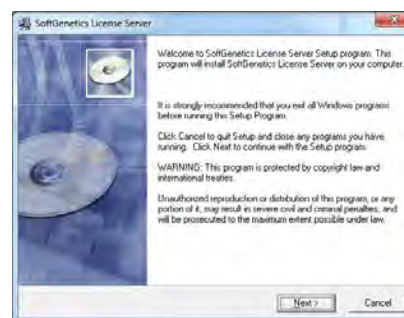 SoftGenetics License Server
Welcome to SoftGenetics License Server Setup program. This
program will install SoftGenetics License Server on your computer.
It is strongly recommended that you exit all Windows programs
before running this Setup Program.
Click Cancel to quit Setup and close any programs you have
running. Click Next to continue with the Setup program.
WARNING: This program is protected by copyright law and
international treaties.
Unauthorized reproduction or distribution of this program, or any
portion of it, may result in severe civil and criminal penalties, and
will be prosecuted to the maximum extent possible under law.
Next >
Cancel